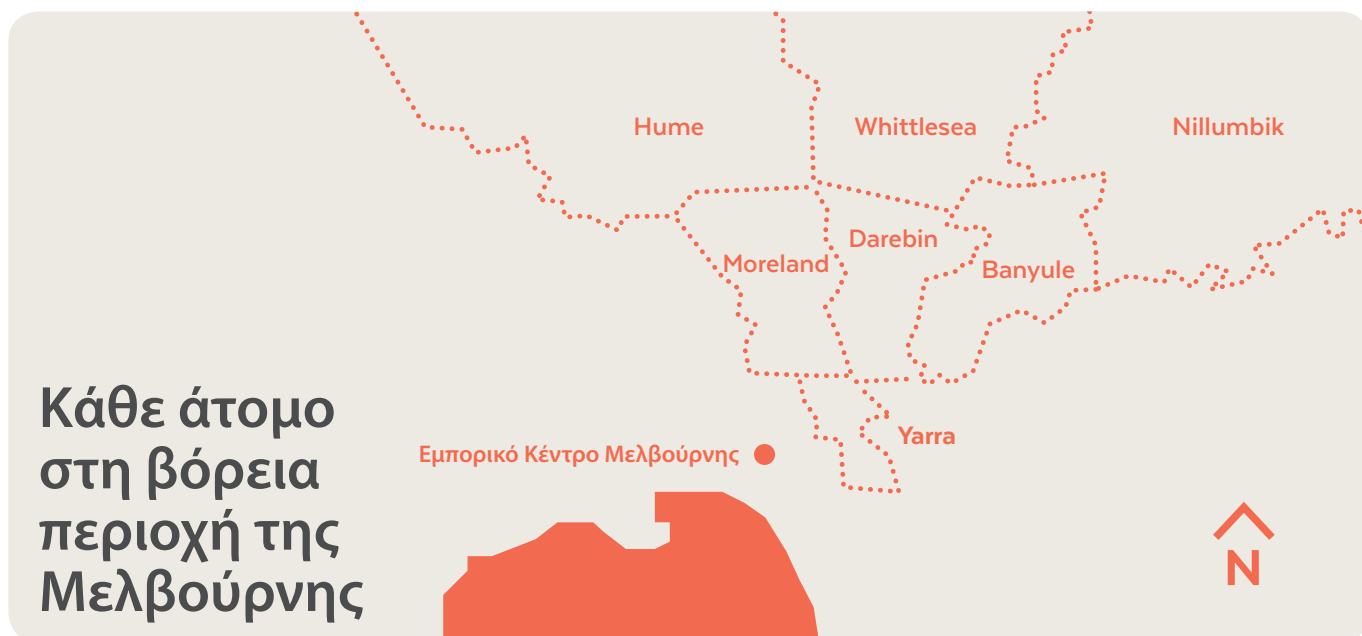 Hume
Whittlesea
Nillumbik
Darebin
Moreland
Banyule
Κάθε άτομο
στη βόρεια
περιοχή της
Μελβούρνης
Εμπορικό Κέντρο Μελβούρνης
Yarra
N